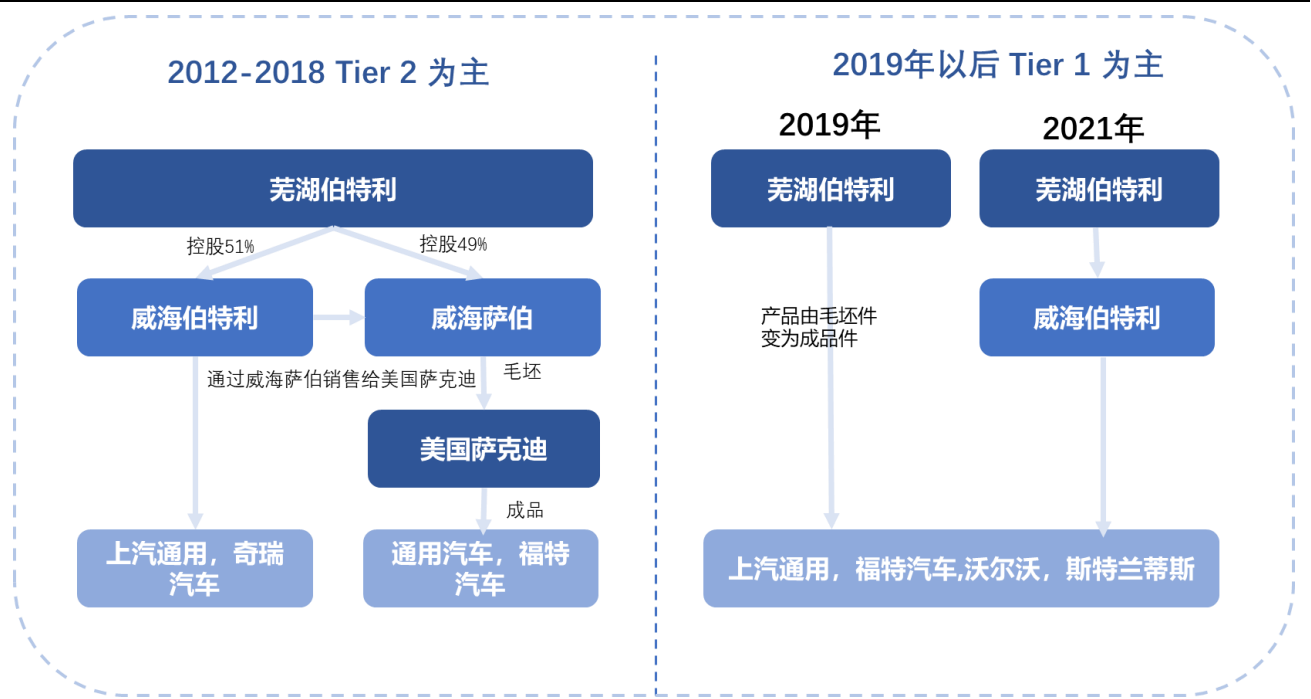 2012-2018 Tier 2 为主
芜湖伯特利
控股51%
控股49%
威海伯特利
威海萨伯
通过威海萨伯销售给美国萨克迪
毛坯
美国萨克迪
成品
上汽通用，奇瑞
汽车
通用汽车，福特
汽车
2019年以后 Tier 1 为主
2019年
2021年
芜湖伯特利
芜湖伯特利
产品由毛坯件
变为成品件
威海伯特利
上汽通用，福特汽车,沃尔沃，斯特兰蒂斯